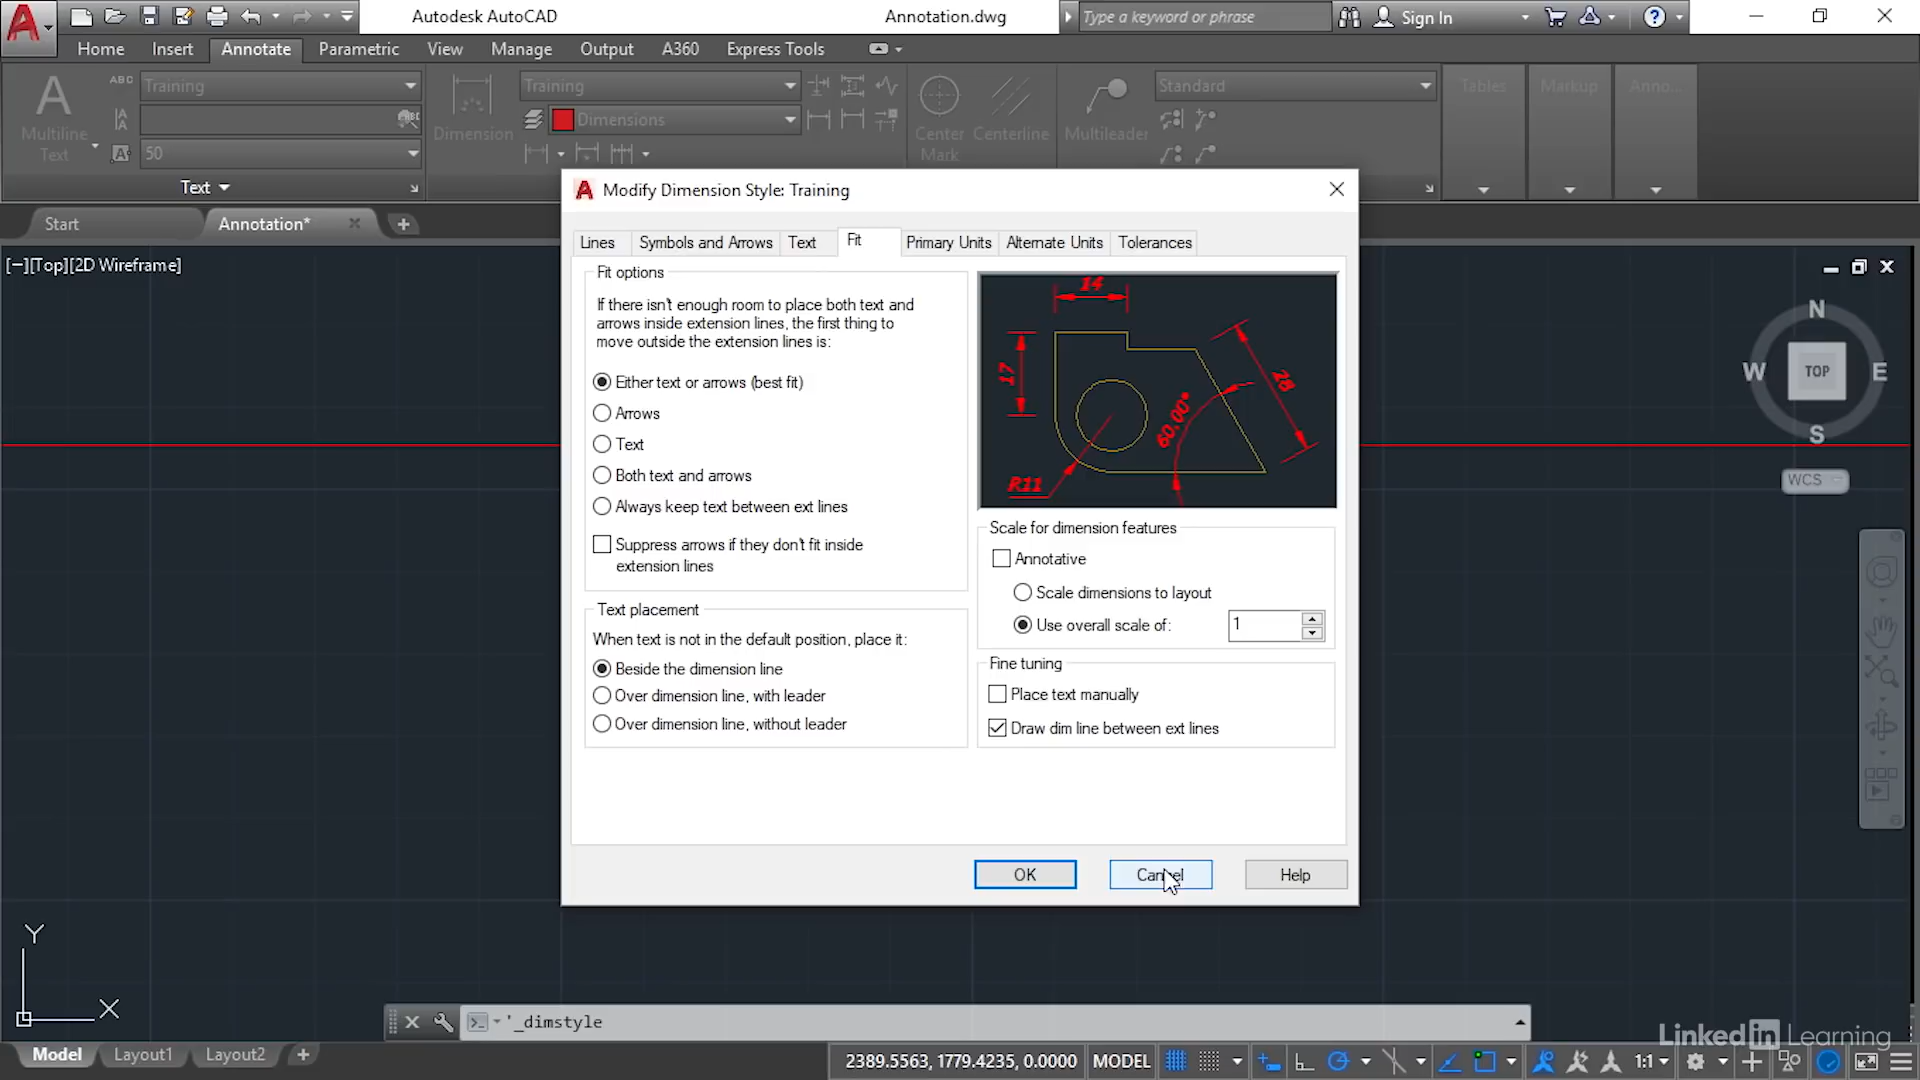 Autodesk AutoCAD
Annotation.dwg
Type a keyword or phrase
Sign In
Home
Insert
Annotate
Parametric
View
Manage
Output
A360
Express Tools
Multiline
Text
Training
50
Text
Dimension
Training
Dimensions
Center
Mark
Centerline
Multileader
Standard
Tables
Markup
Anno...
Start
Annotation*
[−][Top][2D Wireframe]
Modify Dimension Style: Training
Lines
Symbols and Arrows
Text
Fit
Primary Units
Alternate Units
Tolerances
Fit options
If there isn't enough room to place both text and
arrows inside extension lines, the first thing to
move outside the extension lines is:
Either text or arrows (best fit)
Arrows
Text
Both text and arrows
Always keep text between ext lines
Suppress arrows if they don't fit inside
extension lines
Text placement
When text is not in the default position, place it:
Beside the dimension line
Over dimension line, with leader
Over dimension line, without leader
14
17
28
60.00°
R11
Scale for dimension features
Annotative
Scale dimensions to layout
Use overall scale of:
1
Fine tuning
Place text manually
Draw dim line between ext lines
OK
Cancel
Help
N
W
TOP
E
S
WCS
Y
X
'_dimstyle
Linked in Learning
Model
Layout1
Layout2
2389.5563, 1779.4235, 0.0000
MODEL
1:1